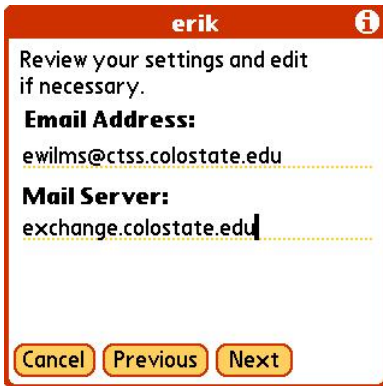 erik
Review your settings and edit
if necessary.
Email Address:
ewilms@ctss.colostate.edu
Mail Server:
exchange.colostate.edu
Cancel Previous Next